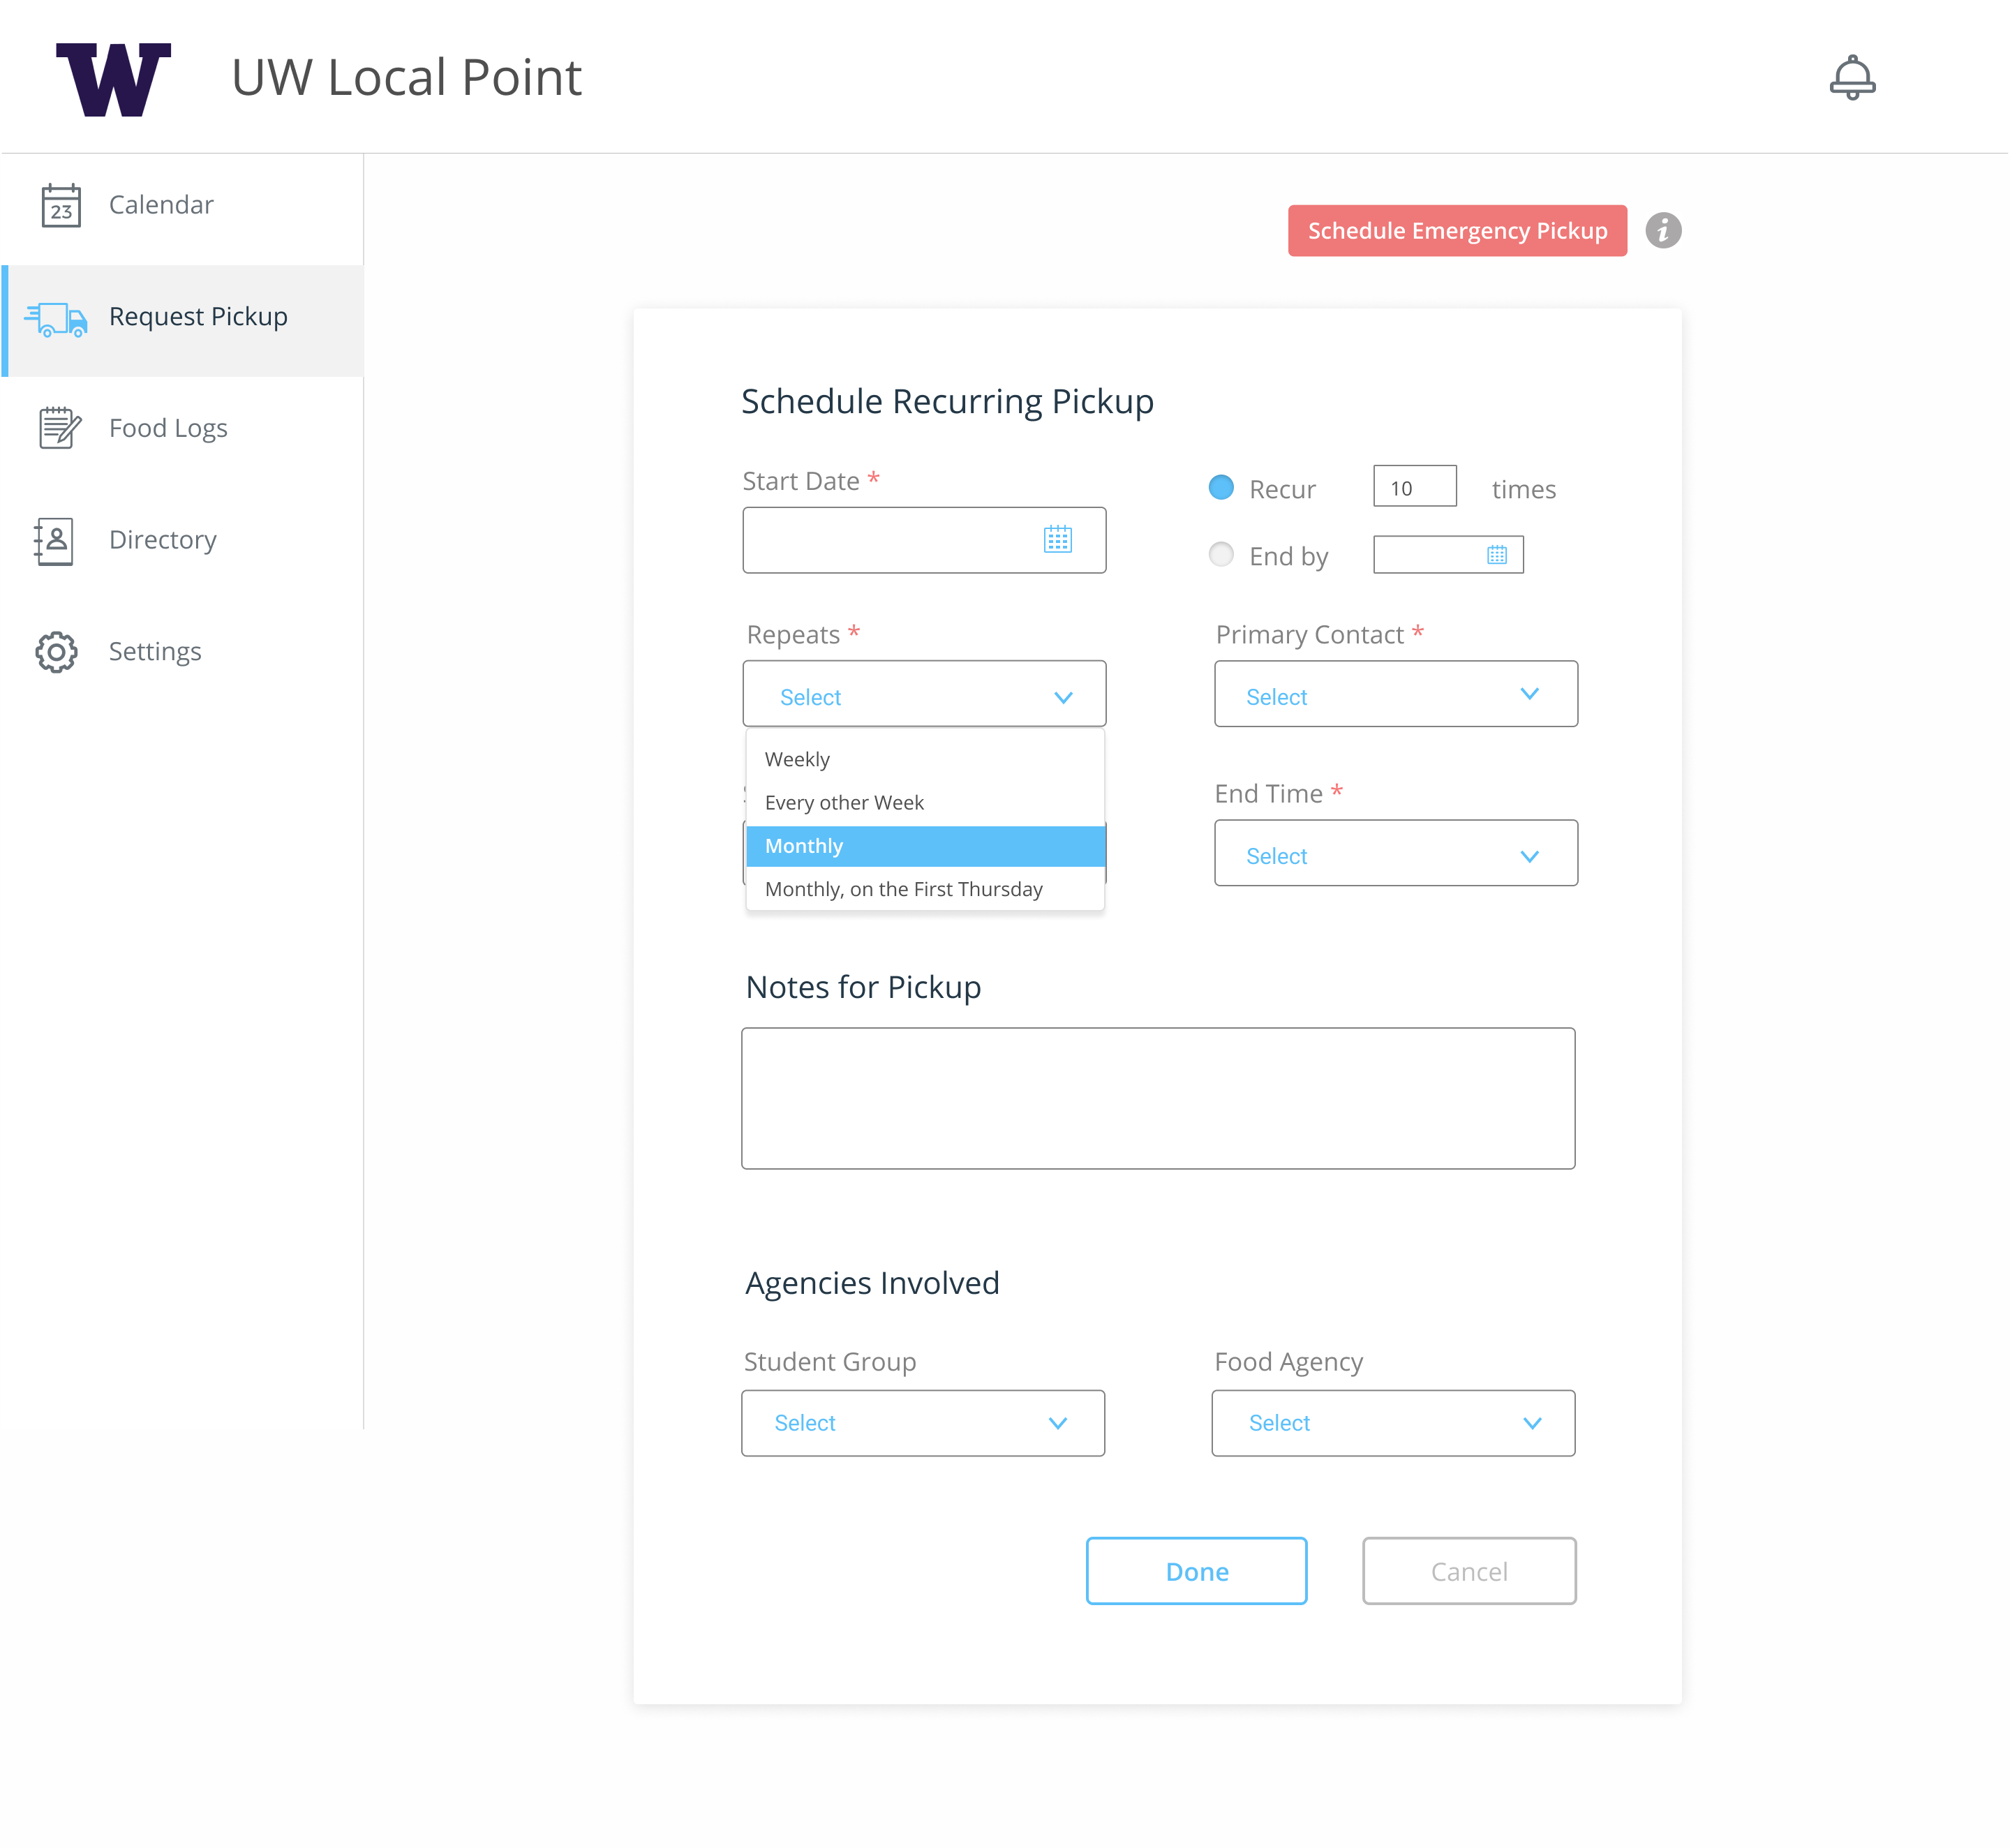 W UW Local Point
23 Calendar
Request Pickup
Food Logs
Directory
Settings
Schedule Emergency Pickup i
Schedule Recurring Pickup
Start Date *
Recur 10 times
End by
Repeats *
Select
Weekly
Every other Week
Monthly
Monthly, on the First Thursday
Primary Contact *
Select
End Time *
Select
Notes for Pickup
Agencies Involved
Student Group
Select
Food Agency
Select
Done
Cancel